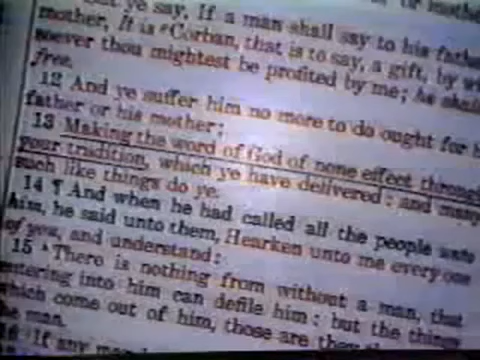 ut ye say, If a man shall say to his fathe
mother, It is Corban, that is to say, a gift, by w
soever thou mightest be profited by me; he shall
free.
12 And ye suffer him no more to do ought for h
father or his mother;
13 Making the word of God of none effect through
your tradition, which ye have delivered: and many
such like things do ye.
14 ¶ And when he had called all the people unto
him, he said unto them, Hearken unto me every one
of you, and understand:
15 There is nothing from without a man, that
entering into him can defile him: but the things
which come out of him, those are
the man.
16 If any